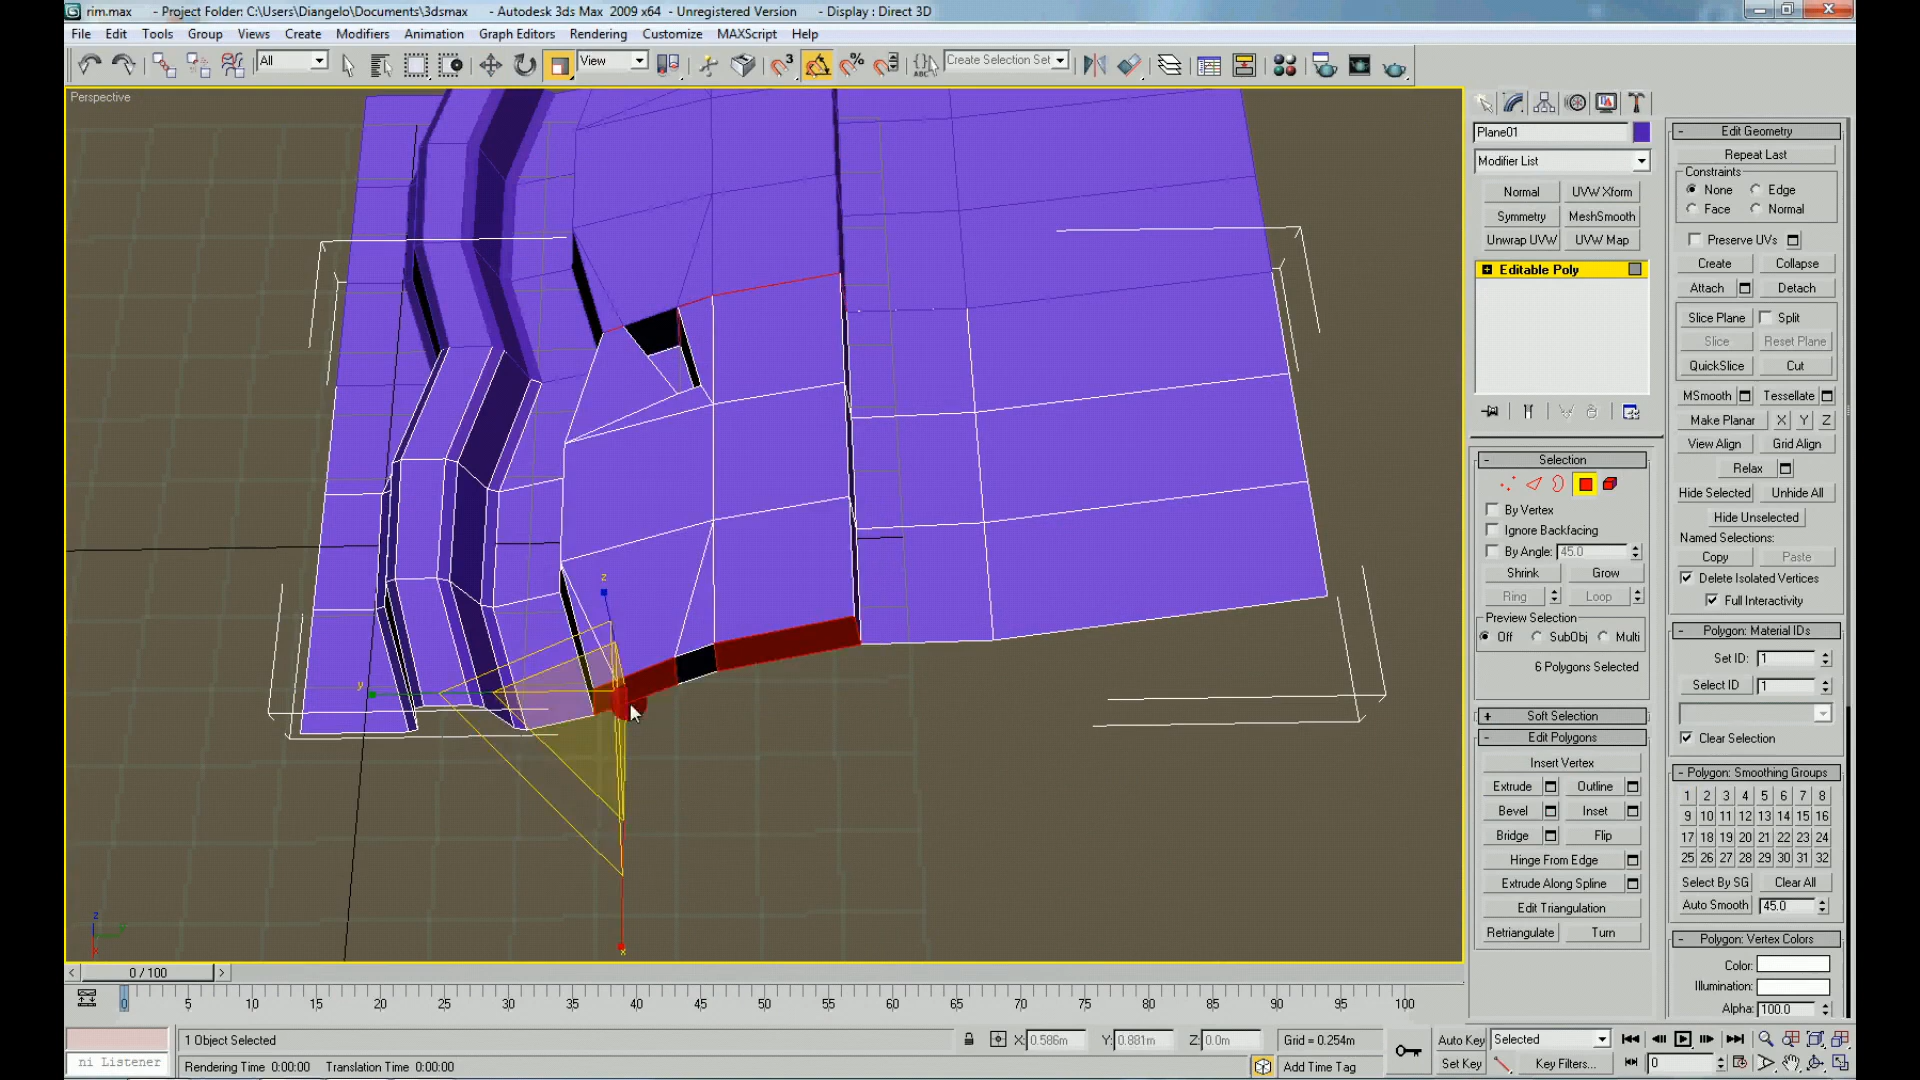 rim.max - Project Folder: C:\Users\Diangelo\Documents\3dsmax - Autodesk 3ds Max 2009 x64 - Unregistered Version - Display : Direct 3D
File Edit Tools Group Views Create Modifiers Animation Graph Editors Rendering Customize MAXScript Help
All View 3 % ABC Create Selection Set
Perspective
Plane01
Modifier List
Normal UVW Xform
Symmetry MeshSmooth
Unwrap UVW UVW Map
Editable Poly
- Selection
By Vertex
Ignore Backfacing
By Angle: 45.0
Shrink Grow
Ring Loop
Preview Selection
Off SubObj Multi
6 Polygons Selected
+ Soft Selection
- Edit Polygons
Insert Vertex
Extrude Outline
Bevel Inset
Bridge Flip
Hinge From Edge
Extrude Along Spline
Edit Triangulation
Retriangulate Turn
- Edit Geometry
Repeat Last
Constraints
None Edge
Face Normal
Preserve UVs
Create Collapse
Attach Detach
Slice Plane Split
Slice Reset Plane
QuickSlice Cut
MSmooth Tessellate
Make Planar X Y Z
View Align Grid Align
Relax
Hide Selected Unhide All
Hide Unselected
Named Selections:
Copy Paste
Delete Isolated Vertices
Full Interactivity
- Polygon: Material IDs
Set ID: 1
Select ID 1
Clear Selection
- Polygon: Smoothing Groups
1 2 3 4 5 6 7 8
9 10 11 12 13 14 15 16
17 18 19 20 21 22 23 24
25 26 27 28 29 30 31 32
Select By SG Clear All
Auto Smooth 45.0
- Polygon: Vertex Colors
Color:
Illumination:
Alpha: 100.0
z
y
x
z
x
< 0 / 100 >
0 5 10 15 20 25 30 35 40 45 50 55 60 65 70 75 80 85 90 95 100
1 Object Selected X: 0.586m Y: 0.881m Z: 0.0m Grid = 0.254m Auto Key Selected
ni Listener Rendering Time 0:00:00 Translation Time 0:00:00 Add Time Tag Set Key Key Filters... 0